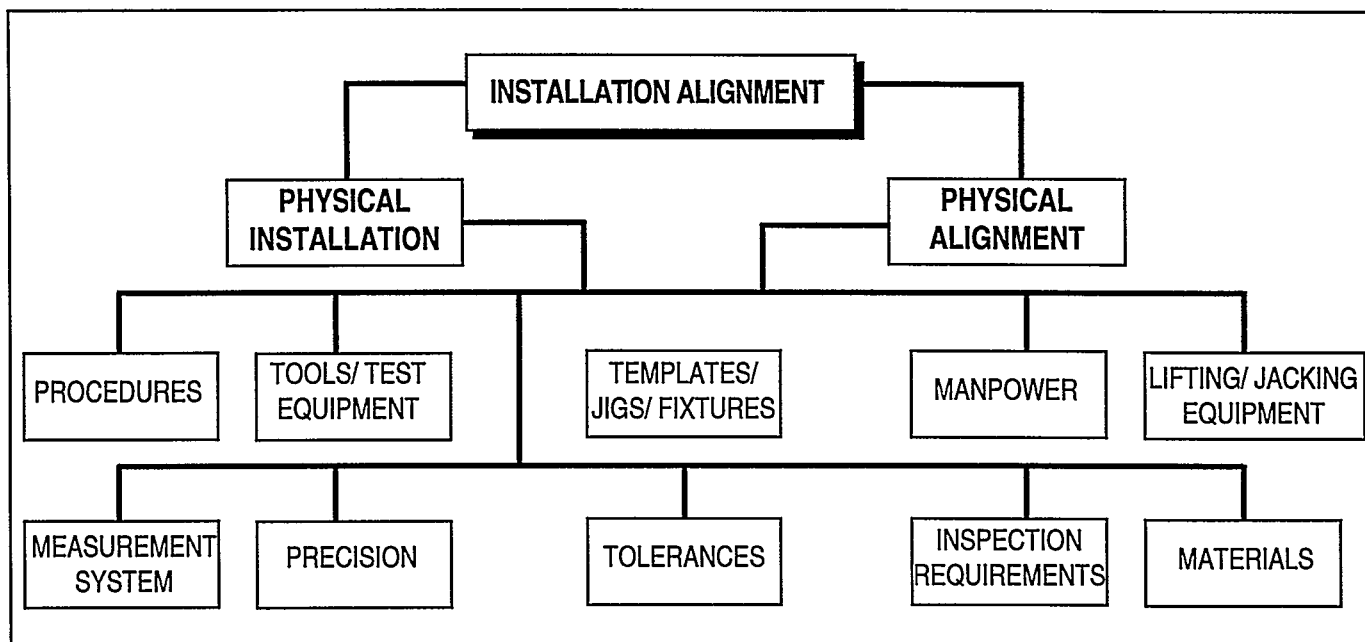 INSTALLATION ALIGNMENT
PHYSICAL
INSTALLATION
PHYSICAL
ALIGNMENT
PROCEDURES
TOOLS/ TEST
EQUIPMENT
TEMPLATES/
JIGS/ FIXTURES
MANPOWER
LIFTING/ JACKING
EQUIPMENT
MEASUREMENT
SYSTEM
PRECISION
TOLERANCES
INSPECTION
REQUIREMENTS
MATERIALS